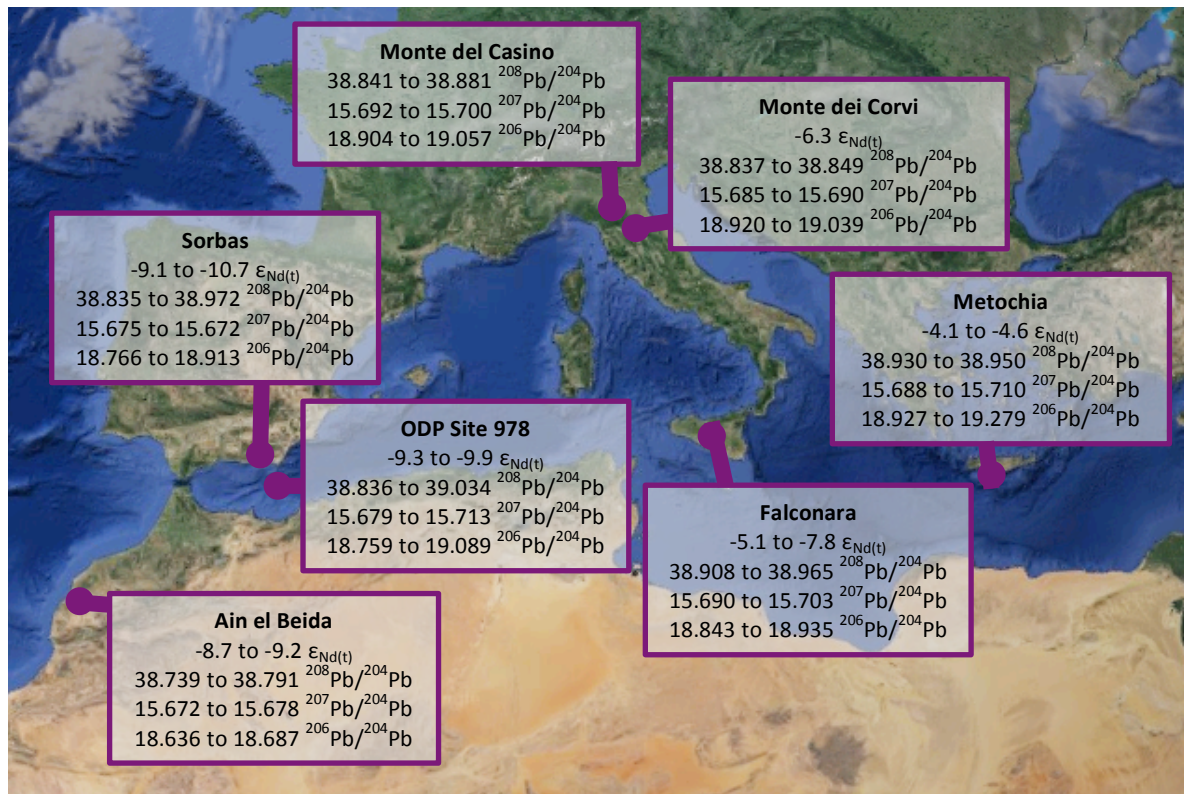 Monte del Casino
38.841 to 38.881 ²⁰⁸Pb/²⁰⁴Pb
15.692 to 15.700 ²⁰⁷Pb/²⁰⁴Pb
18.904 to 19.057 ²⁰⁶Pb/²⁰⁴Pb
Monte dei Corvi
-6.3 εNd(t)
38.837 to 38.849 ²⁰⁸Pb/²⁰⁴Pb
15.685 to 15.690 ²⁰⁷Pb/²⁰⁴Pb
18.920 to 19.039 ²⁰⁶Pb/²⁰⁴Pb
Sorbas
-9.1 to -10.7 εNd(t)
38.835 to 38.972 ²⁰⁸Pb/²⁰⁴Pb
15.675 to 15.672 ²⁰⁷Pb/²⁰⁴Pb
18.766 to 18.913 ²⁰⁶Pb/²⁰⁴Pb
Metochia
-4.1 to -4.6 εNd(t)
38.930 to 38.950 ²⁰⁸Pb/²⁰⁴Pb
15.688 to 15.710 ²⁰⁷Pb/²⁰⁴Pb
18.927 to 19.279 ²⁰⁶Pb/²⁰⁴Pb
ODP Site 978
-9.3 to -9.9 εNd(t)
38.836 to 39.034 ²⁰⁸Pb/²⁰⁴Pb
15.679 to 15.713 ²⁰⁷Pb/²⁰⁴Pb
18.759 to 19.089 ²⁰⁶Pb/²⁰⁴Pb
Falconara
-5.1 to -7.8 εNd(t)
38.908 to 38.965 ²⁰⁸Pb/²⁰⁴Pb
15.690 to 15.703 ²⁰⁷Pb/²⁰⁴Pb
18.843 to 18.935 ²⁰⁶Pb/²⁰⁴Pb
Ain el Beida
-8.7 to -9.2 εNd(t)
38.739 to 38.791 ²⁰⁸Pb/²⁰⁴Pb
15.672 to 15.678 ²⁰⁷Pb/²⁰⁴Pb
18.636 to 18.687 ²⁰⁶Pb/²⁰⁴Pb